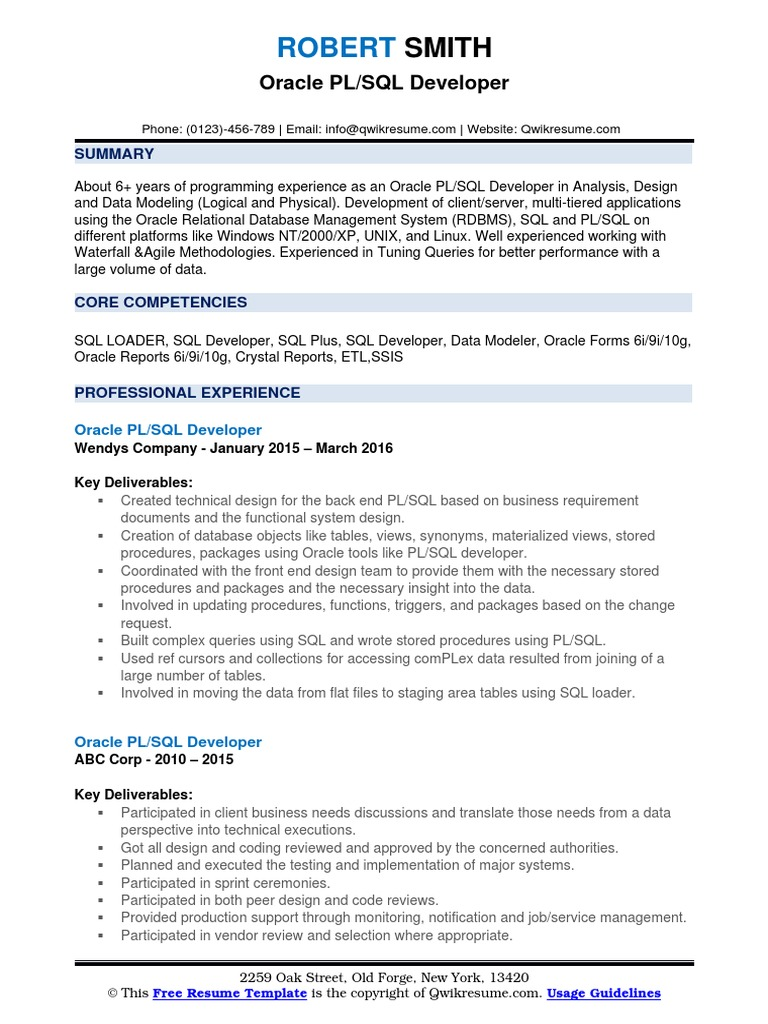 ROBERT SMITH
Oracle PL/SQL Developer
Phone: (0123)-456-789 | Email: info@qwikresume.com | Website: Qwikresume.com
SUMMARY
About 6+ years of programming experience as an Oracle PL/SQL Developer in Analysis, Design
and Data Modeling (Logical and Physical). Development of client/server, multi-tiered applications
using the Oracle Relational Database Management System (RDBMS), SQL and PL/SQL on
different platforms like Windows NT/2000/XP, UNIX, and Linux. Well experienced working with
Waterfall &Agile Methodologies. Experienced in Tuning Queries for better performance with a
large volume of data.
CORE COMPETENCIES
SQL LOADER, SQL Developer, SQL Plus, SQL Developer, Data Modeler, Oracle Forms 6i/9i/10g,
Oracle Reports 6i/9i/10g, Crystal Reports, ETL,SSIS
PROFESSIONAL EXPERIENCE
Oracle PL/SQL Developer
Wendys Company - January 2015 – March 2016
Key Deliverables:
▪ Created technical design for the back end PL/SQL based on business requirement
documents and the functional system design.
▪ Creation of database objects like tables, views, synonyms, materialized views, stored
procedures, packages using Oracle tools like PL/SQL developer.
▪ Coordinated with the front end design team to provide them with the necessary stored
procedures and packages and the necessary insight into the data.
▪ Involved in updating procedures, functions, triggers, and packages based on the change
request.
▪ Built complex queries using SQL and wrote stored procedures using PL/SQL.
▪ Used ref cursors and collections for accessing comPLex data resulted from joining of a
large number of tables.
▪ Involved in moving the data from flat files to staging area tables using SQL loader.
Oracle PL/SQL Developer
ABC Corp - 2010 – 2015
Key Deliverables:
▪ Participated in client business needs discussions and translate those needs from a data
perspective into technical executions.
▪ Got all design and coding reviewed and approved by the concerned authorities.
▪ Planned and executed the testing and implementation of major systems.
▪ Participated in sprint ceremonies.
▪ Participated in both peer design and code reviews.
▪ Provided production support through monitoring, notification and job/service management.
▪ Participated in vendor review and selection where appropriate.
2259 Oak Street, Old Forge, New York, 13420
© This Free Resume Template is the copyright of Qwikresume.com. Usage Guidelines